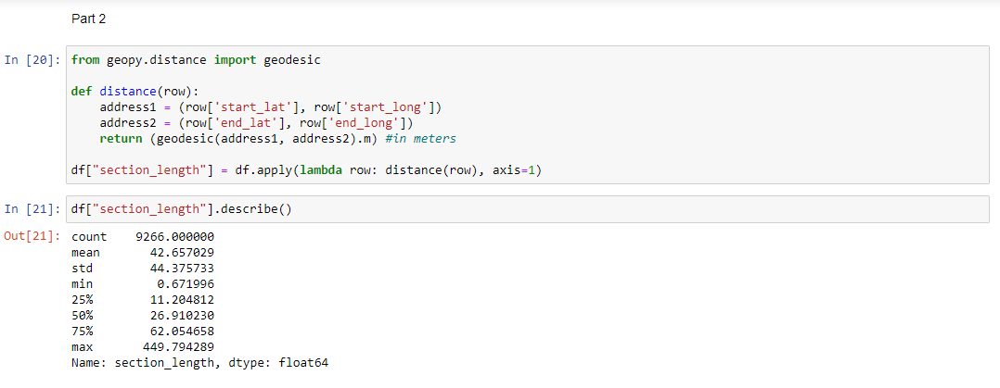 Part 2
In [20]: from geopy.distance import geodesic
def distance(row):
    address1 = (row['start_lat'], row['start_long'])
    address2 = (row['end_lat'], row['end_long'])
    return (geodesic(address1, address2).m) #in meters
df["section_length"] = df.apply(lambda row: distance(row), axis=1)
In [21]: df["section_length"].describe()
Out[21]: count    9266.000000
mean       42.657029
std        44.375733
min         0.671996
25%        11.204812
50%        26.910230
75%        62.054658
max       449.794289
Name: section_length, dtype: float64